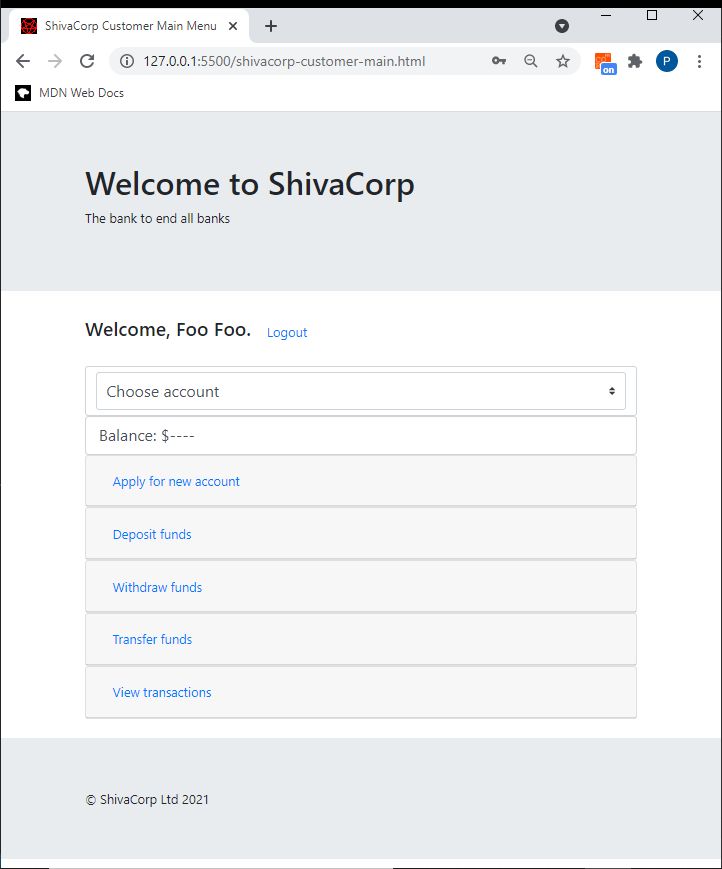 ShivaCorp Customer Main Menu
127.0.0.1:5500/shivacorp-customer-main.html
on
P
MDN Web Docs
Welcome to ShivaCorp
The bank to end all banks
Welcome, Foo Foo. Logout
Choose account
Balance: $----
Apply for new account
Deposit funds
Withdraw funds
Transfer funds
View transactions
© ShivaCorp Ltd 2021